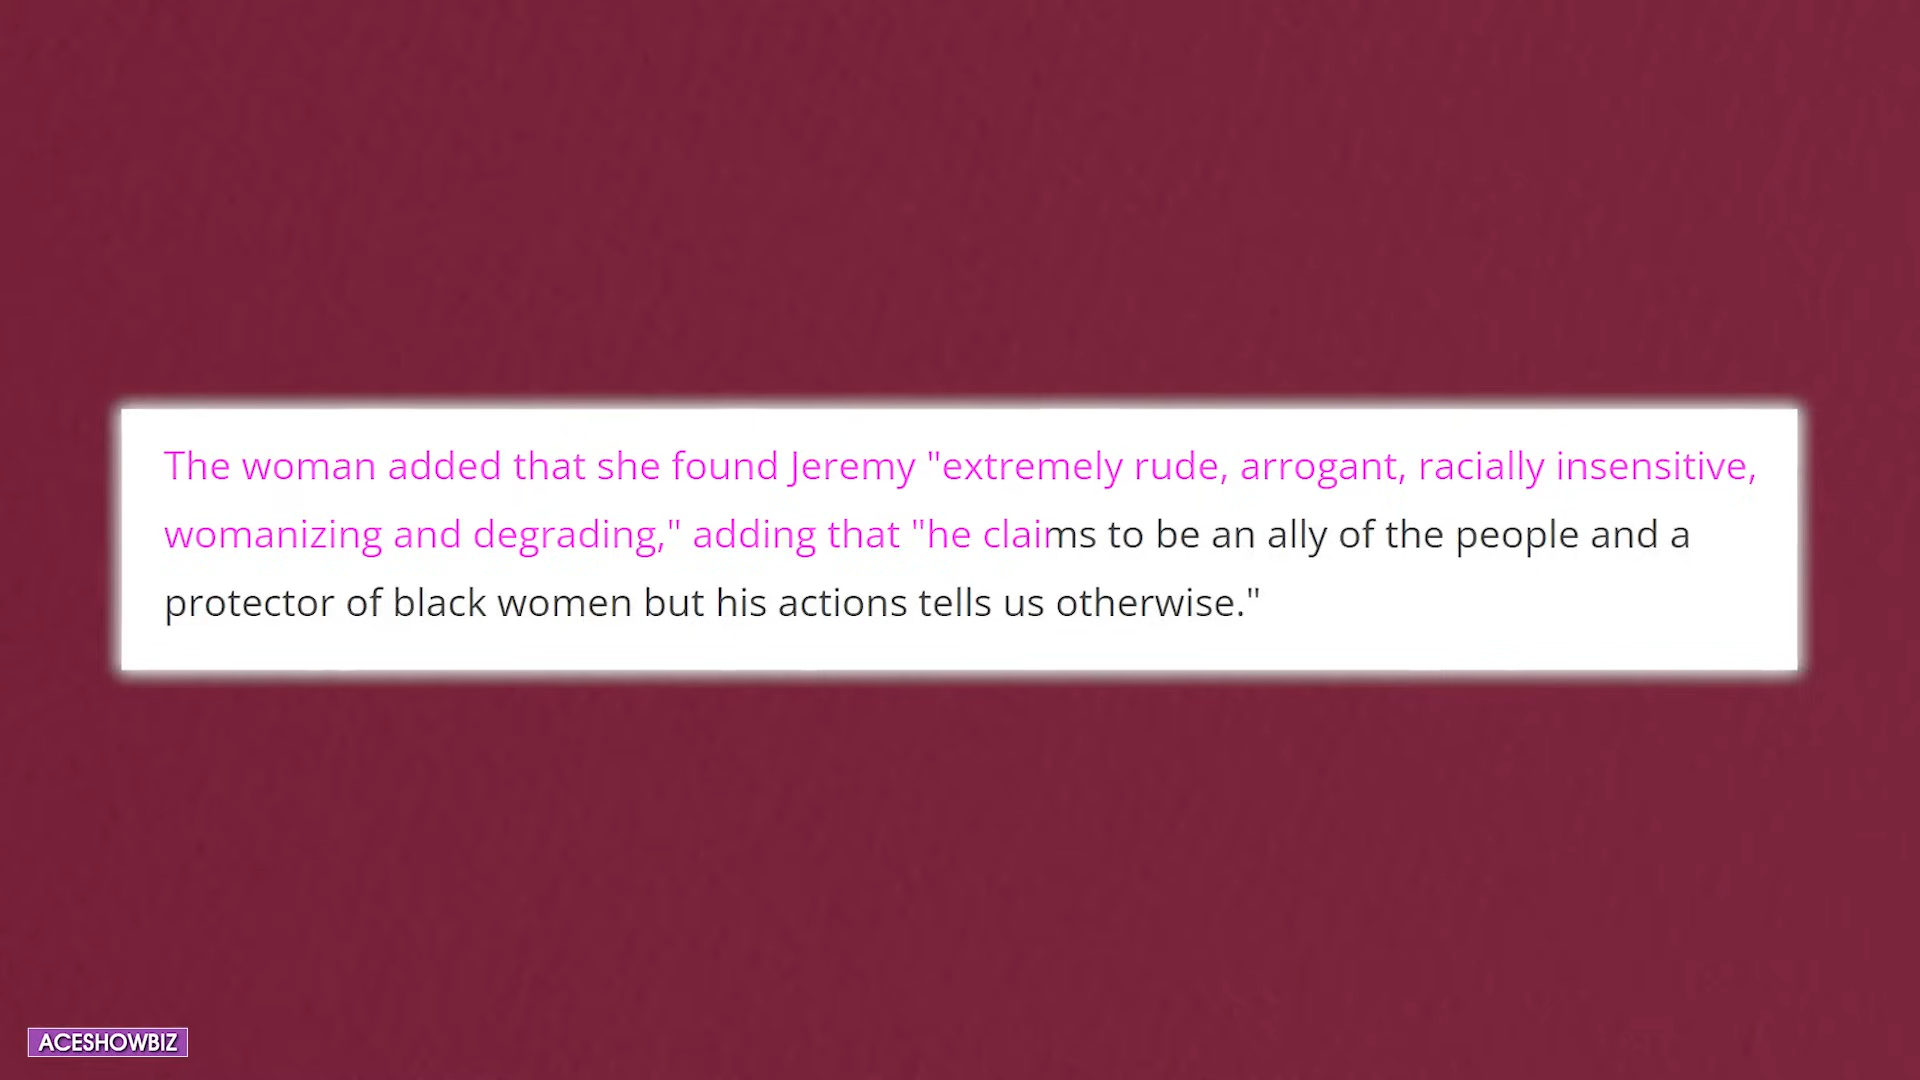 The woman added that she found Jeremy "extremely rude, arrogant, racially insensitive,
womanizing and degrading," adding that "he claims to be an ally of the people and a
protector of black women but his actions tells us otherwise."
ACESHOWBIZ